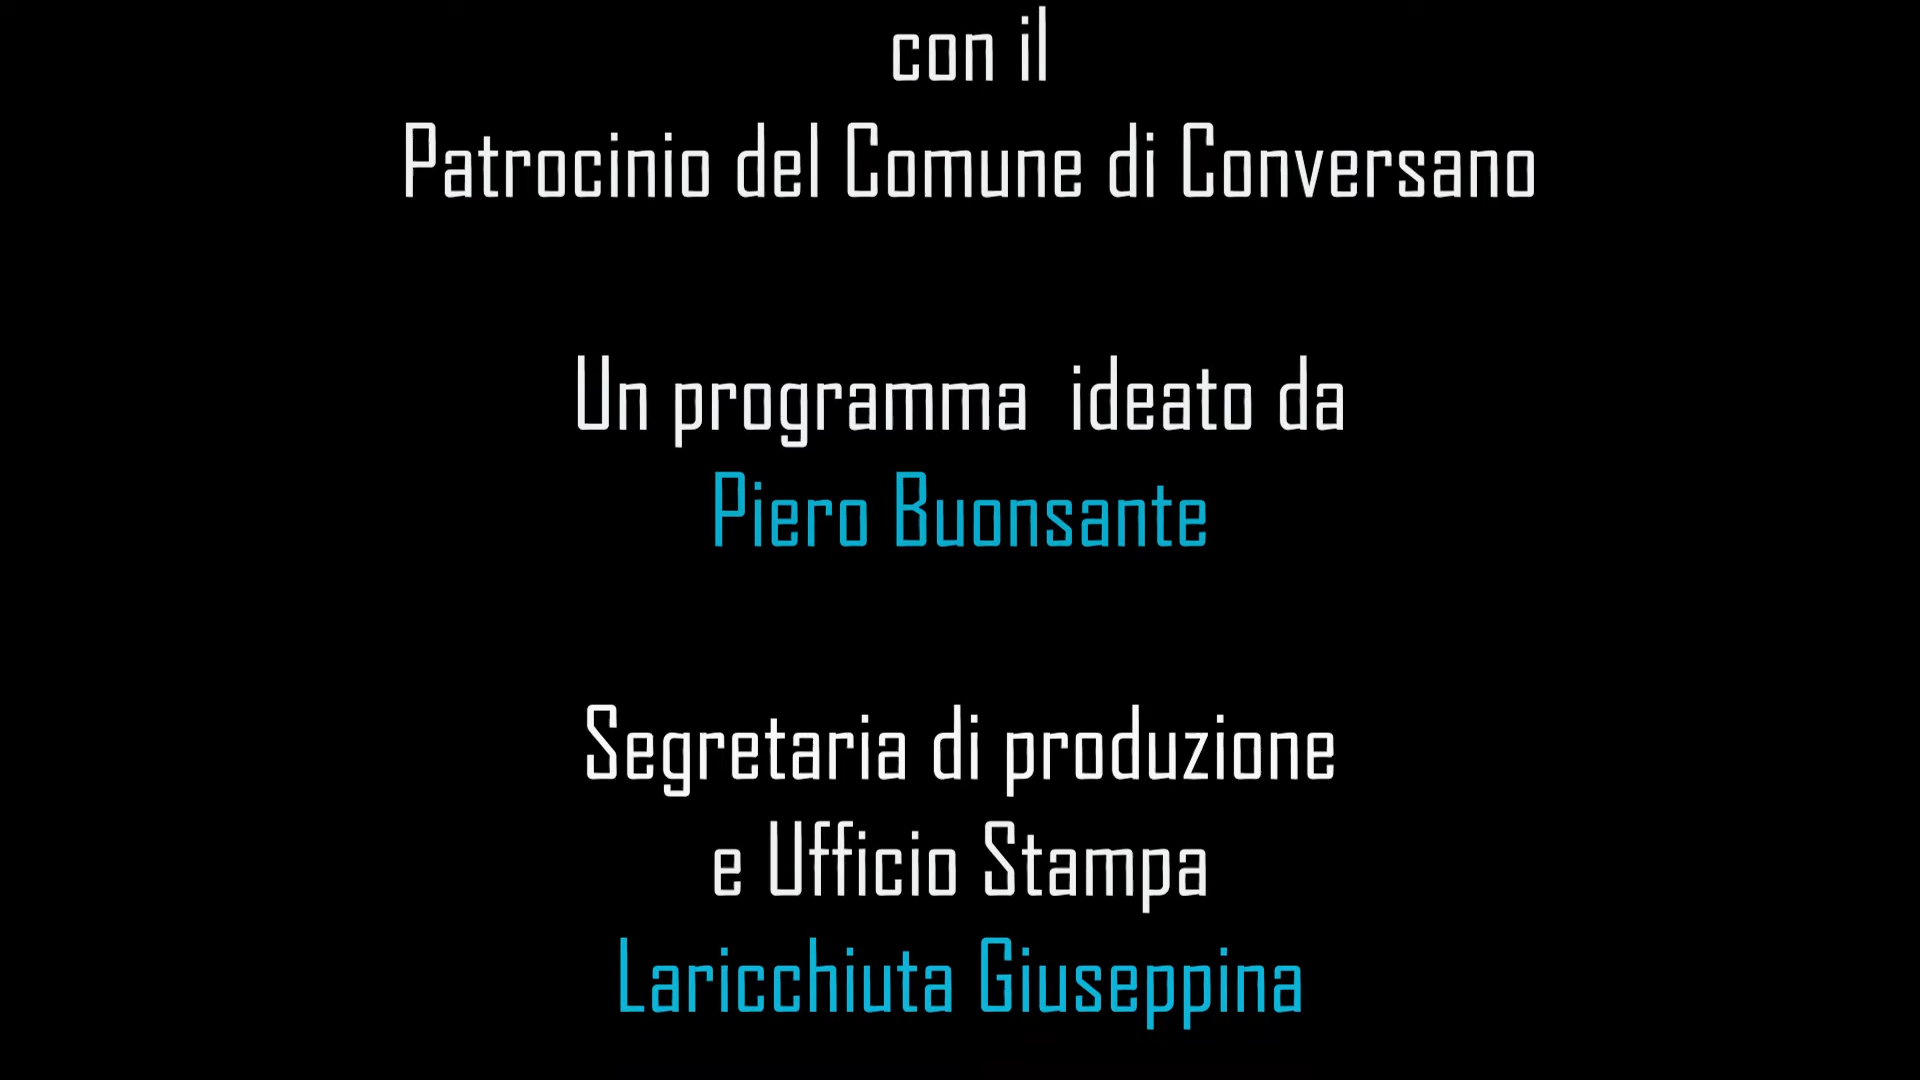 con il
Patrocinio del Comune di Conversano
Un programma  ideato da
Piero Buonsante
Segretaria di produzione
e Ufficio Stampa
Laricchiuta Giuseppina